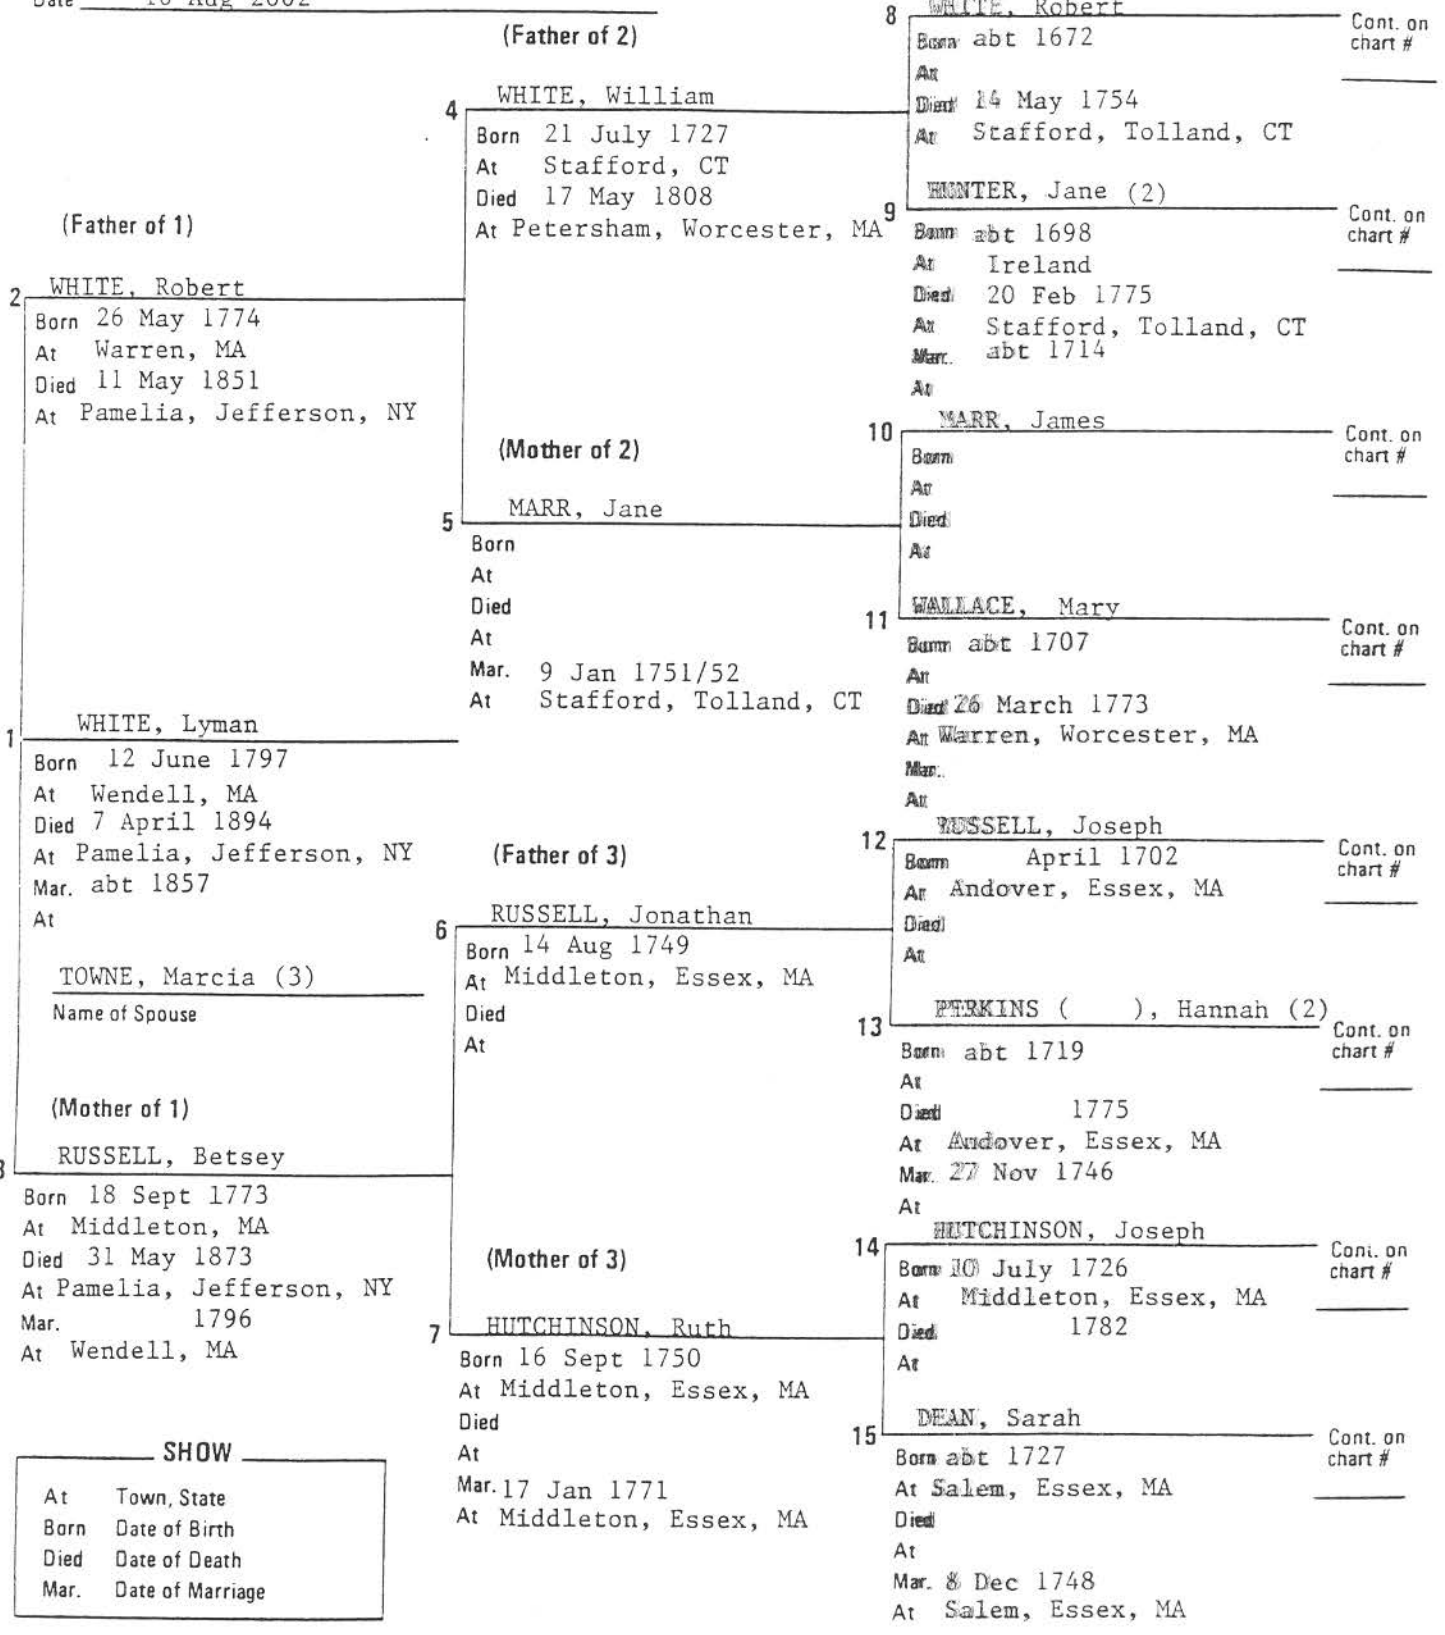 Date 10 Aug 2002
(Father of 1)
2 WHITE, Robert
Born 26 May 1774
At Warren, MA
Died 11 May 1851
At Pamelia, Jefferson, NY
1 WHITE, Lyman
Born 12 June 1797
At Wendell, MA
Died 7 April 1894
At Pamelia, Jefferson, NY
Mar. abt 1857
At
TOWNE, Marcia (3)
Name of Spouse
(Mother of 1)
3 RUSSELL, Betsey
Born 18 Sept 1773
At Middleton, MA
Died 31 May 1873
At Pamelia, Jefferson, NY
Mar. 1796
At Wendell, MA
SHOW
At Town, State
Born Date of Birth
Died Date of Death
Mar. Date of Marriage
(Father of 2)
4 WHITE, William
Born 21 July 1727
At Stafford, CT
Died 17 May 1808
At Petersham, Worcester, MA
(Mother of 2)
5 MARR, Jane
Born
At
Died
At
Mar. 9 Jan 1751/52
At Stafford, Tolland, CT
(Father of 3)
6 RUSSELL, Jonathan
Born 14 Aug 1749
At Middleton, Essex, MA
Died
At
(Mother of 3)
7 HUTCHINSON, Ruth
Born 16 Sept 1750
At Middleton, Essex, MA
Died
At
Mar. 17 Jan 1771
At Middleton, Essex, MA
8 WHITE, Robert
Born abt 1672
At
Died 14 May 1754
At Stafford, Tolland, CT
Cont. on
chart #
9 HUNTER, Jane (2)
Born abt 1698
At Ireland
Died 20 Feb 1775
At Stafford, Tolland, CT
Mar. abt 1714
At
Cont. on
chart #
10 MARR, James
Born
At
Died
At
Cont. on
chart #
11 WALLACE, Mary
Born abt 1707
At
Died 26 March 1773
At Warren, Worcester, MA
Mar.
At
Cont. on
chart #
12 RUSSELL, Joseph
Born April 1702
At Andover, Essex, MA
Died
At
Cont. on
chart #
13 PERKINS ( ), Hannah (2)
Born abt 1719
At
Died 1775
At Andover, Essex, MA
Mar. 27 Nov 1746
At
Cont. on
chart #
14 HUTCHINSON, Joseph
Born 10 July 1726
At Middleton, Essex, MA
Died 1782
At
Cont. on
chart #
15 DEAN, Sarah
Born abt 1727
At Salem, Essex, MA
Died
At
Mar. 8 Dec 1748
At Salem, Essex, MA
Cont. on
chart #